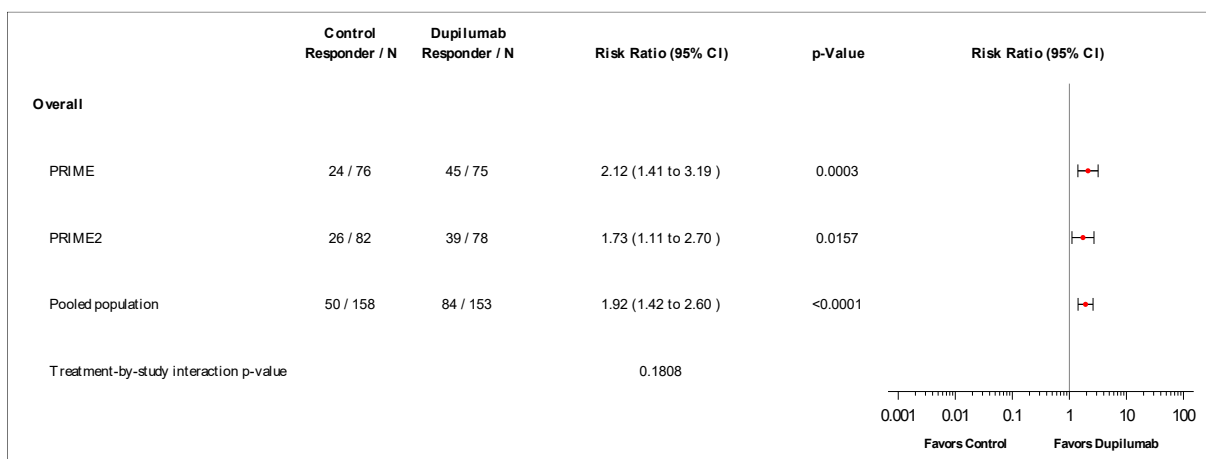 Control Responder / N Dupilumab Responder / N Risk Ratio (95% CI) p-Value Risk Ratio (95% CI)
Overall
PRIME 24 / 76 45 / 75 2.12 (1.41 to 3.19 ) 0.0003
PRIME2 26 / 82 39 / 78 1.73 (1.11 to 2.70 ) 0.0157
Pooled population 50 / 158 84 / 153 1.92 (1.42 to 2.60 ) <0.0001
Treatment-by-study interaction p-value 0.1808
0.001 0.01 0.1 1 10 100
Favors Control Favors Dupilumab